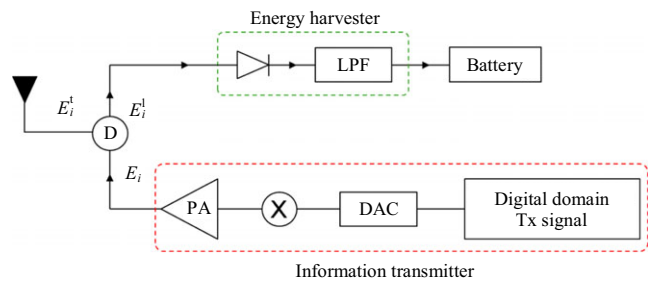 Energy harvester
LPF
Battery
E_i^t
E_i^l
D
E_i
PA
X
DAC
Digital domain
Tx signal
Information transmitter